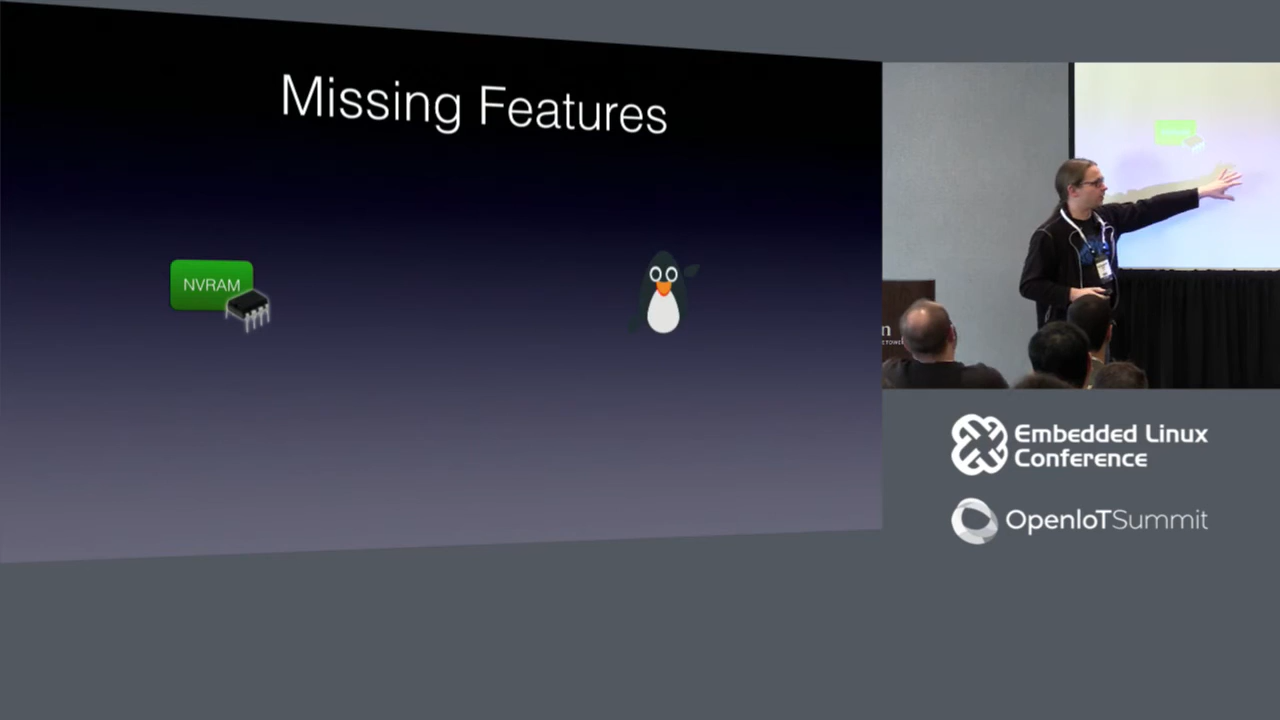 Missing Features
NVRAM
n
Embedded Linux
Conference
OpenIoTSummit